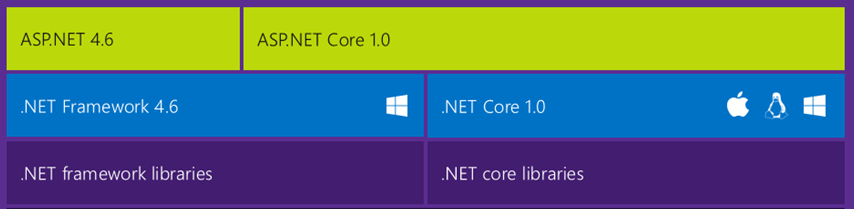 ASP.NET 4.6
ASP.NET Core 1.0
.NET Framework 4.6
.NET Core 1.0
.NET framework libraries
.NET core libraries